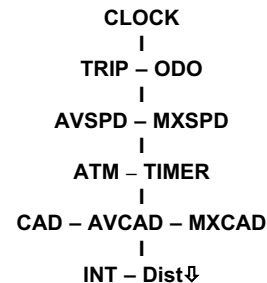 CLOCK
I
TRIP – ODO
I
AVSPD – MXSPD
I
ATM – TIMER
I
CAD – AVCAD – MXCAD
I
INT – Dist⇩